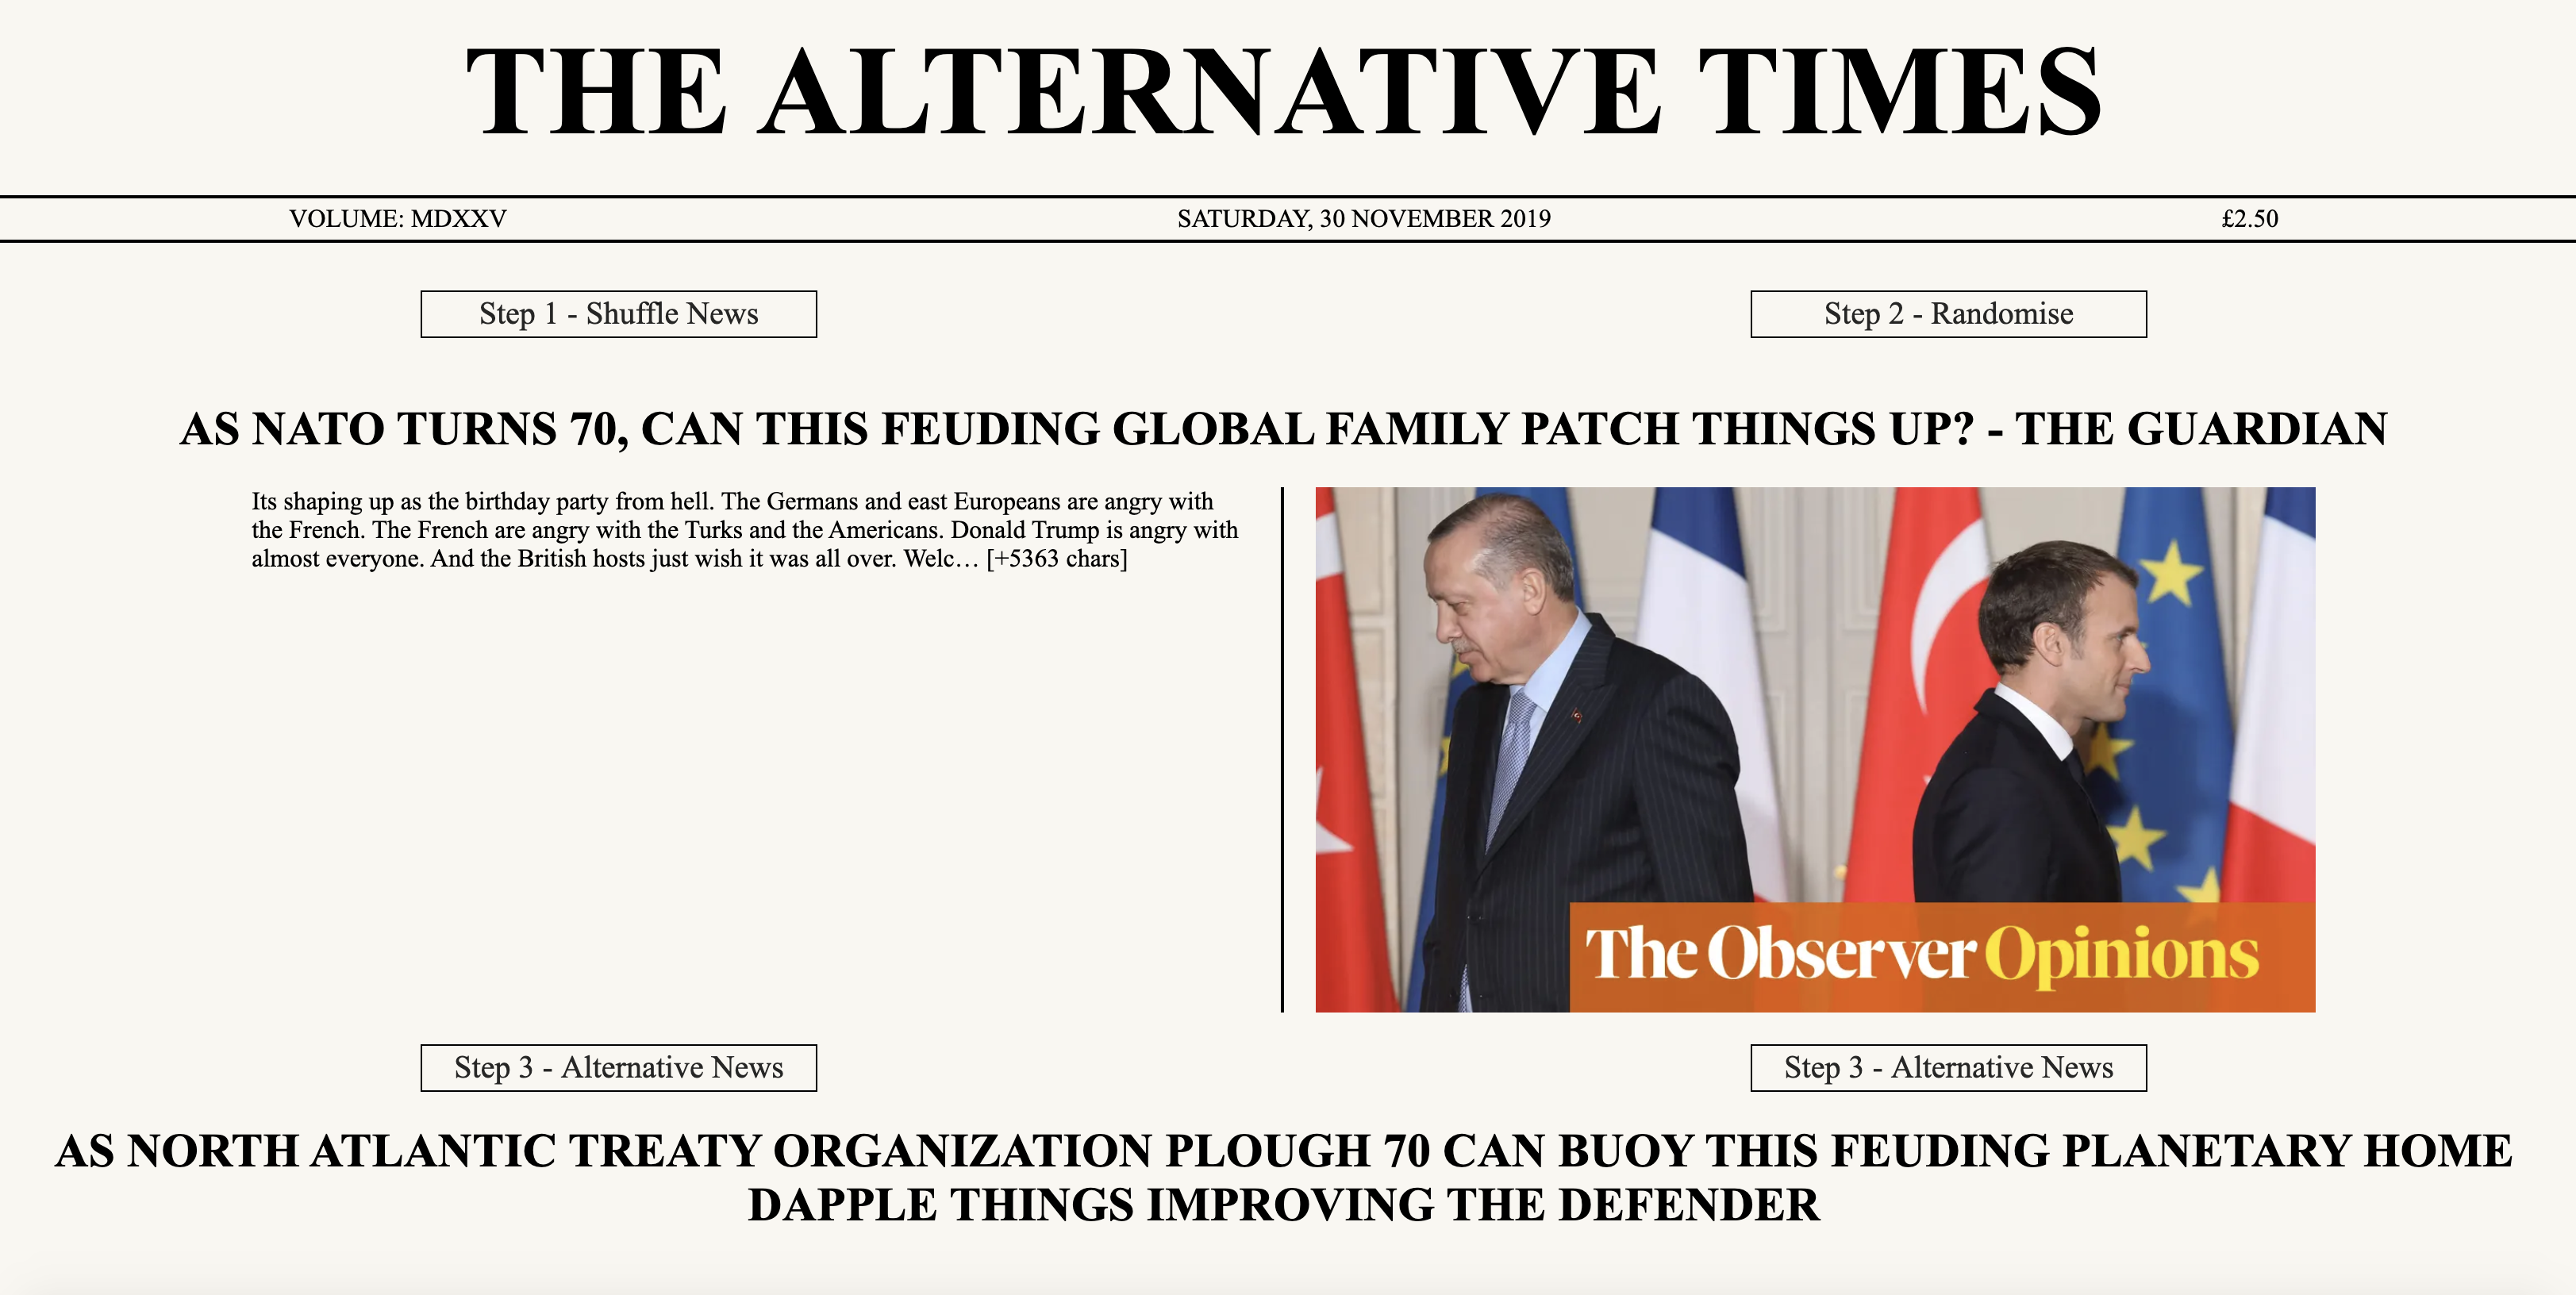 THE ALTERNATIVE TIMES
VOLUME: MDXXV
SATURDAY, 30 NOVEMBER 2019
£2.50
Step 1 - Shuffle News
Step 2 - Randomise
AS NATO TURNS 70, CAN THIS FEUDING GLOBAL FAMILY PATCH THINGS UP? - THE GUARDIAN
Its shaping up as the birthday party from hell. The Germans and east Europeans are angry with
the French. The French are angry with the Turks and the Americans. Donald Trump is angry with
almost everyone. And the British hosts just wish it was all over. Welc… [+5363 chars]
The Observer Opinions
Step 3 - Alternative News
Step 3 - Alternative News
AS NORTH ATLANTIC TREATY ORGANIZATION PLOUGH 70 CAN BUOY THIS FEUDING PLANETARY HOME
DAPPLE THINGS IMPROVING THE DEFENDER